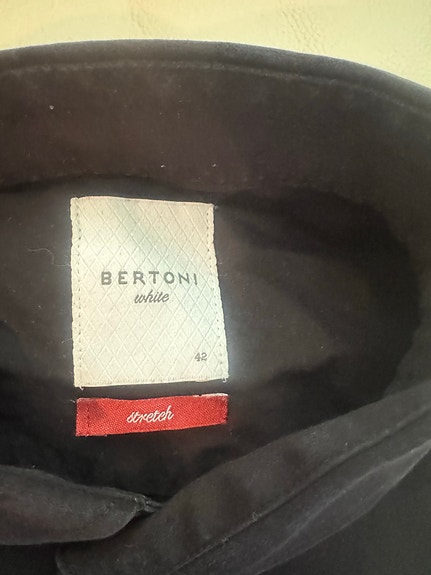 BERTONI
white
42
stretch